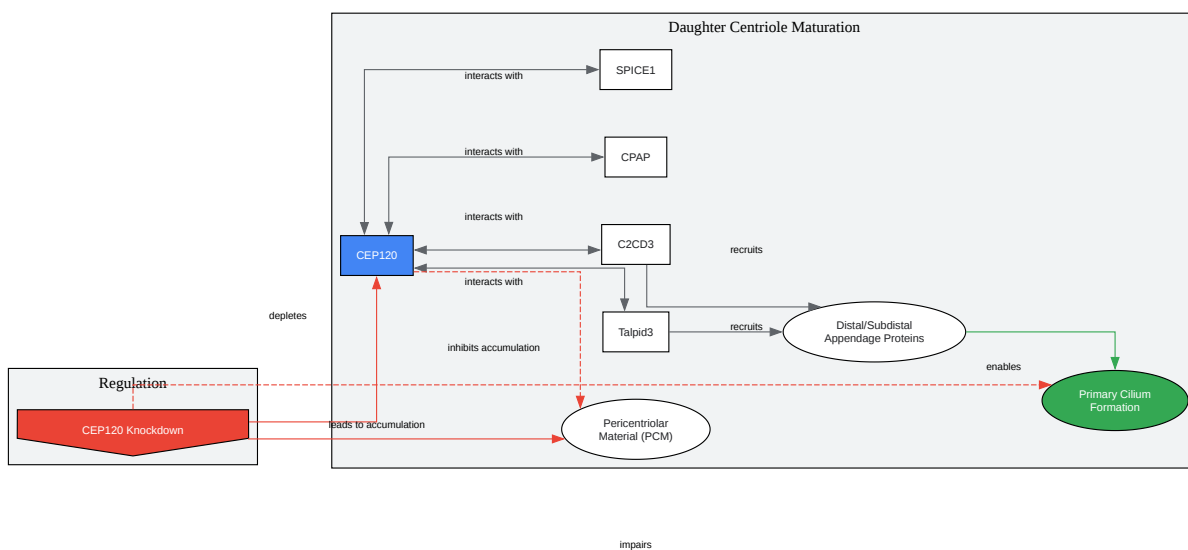 Daughter Centriole Maturation
SPICE1
interacts with
CPAP
interacts with
interacts with
C2CD3
recruits
CEP120
interacts with
Talpid3
recruits
Distal/Subdistal
Appendage Proteins
depletes
inhibits accumulation
enables
Regulation
Primary Cilium
Formation
CEP120 Knockdown
leads to accumulation
Pericentriolar
Material (PCM)
impairs